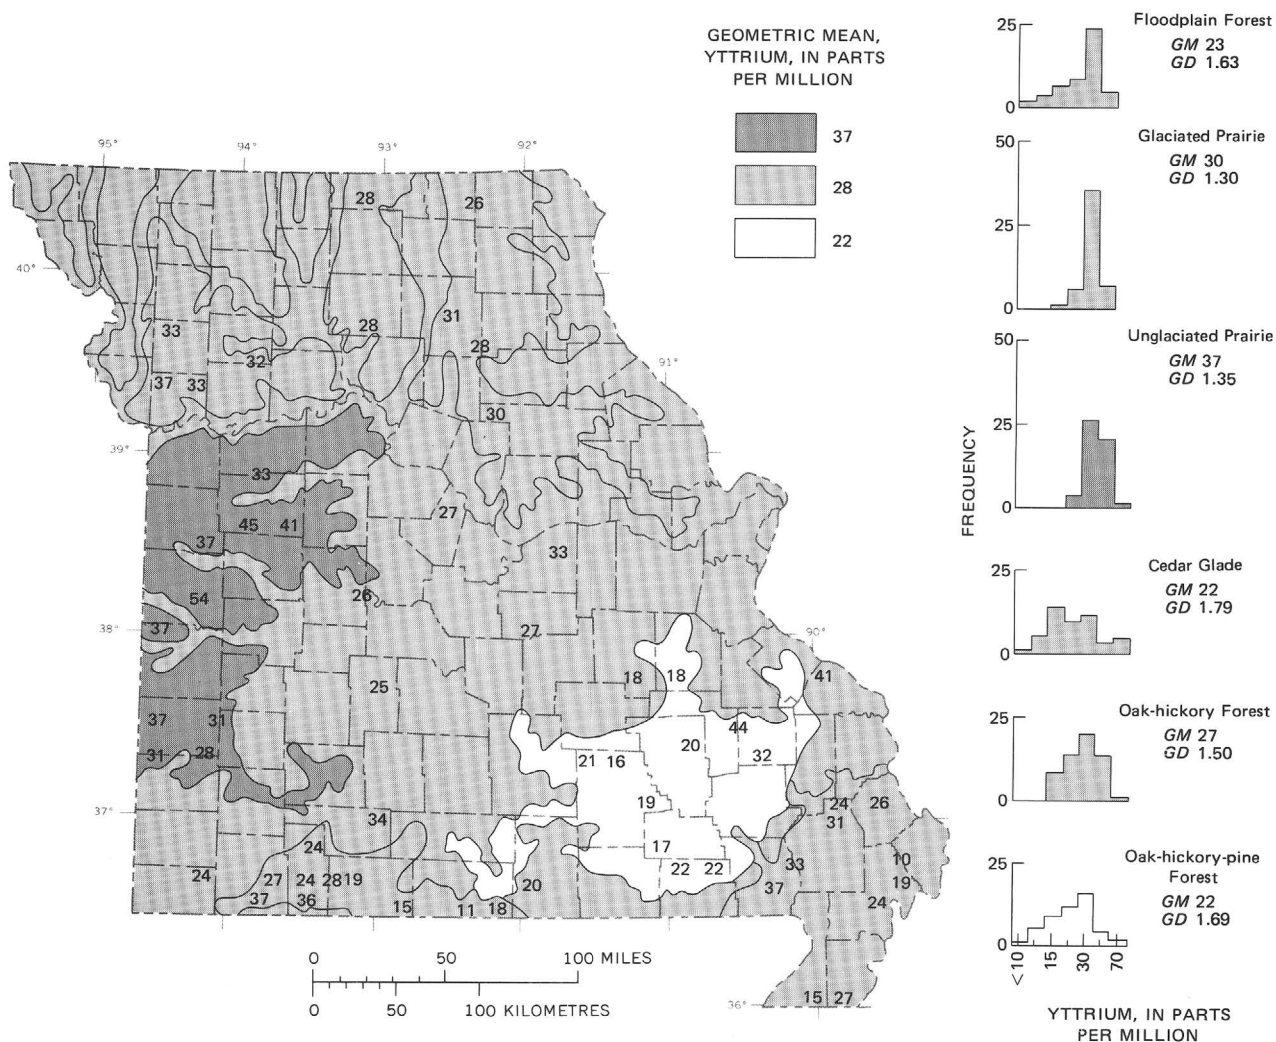 GEOMETRIC MEAN,
YTTRIUM, IN PARTS
PER MILLION
37
28
22
95°
94°
93°
92°
28
26
40°
33
28
31
28
32
91°
37 33
30
39°
33
27
45 41
37
33
26
54
38°
37
27
90°
18 18
41
25
37 31
44
20
32
31 28
21 16
37°
19
24
26
34
31
24
17
10
33
24
27 24 28 19
22 22
19
20
37
37 36
15 11 18
24
15 27
36°
0 50 100 MILES
0 50 100 KILOMETRES
Floodplain Forest
GM 23
GD 1.63
25
0
Glaciated Prairie
GM 30
GD 1.30
50
25
0
Unglaciated Prairie
GM 37
GD 1.35
50
25
0
FREQUENCY
Cedar Glade
GM 22
GD 1.79
25
0
Oak-hickory Forest
GM 27
GD 1.50
25
0
Oak-hickory-pine
Forest
GM 22
GD 1.69
25
0
<10 15 30 70
YTTRIUM, IN PARTS
PER MILLION